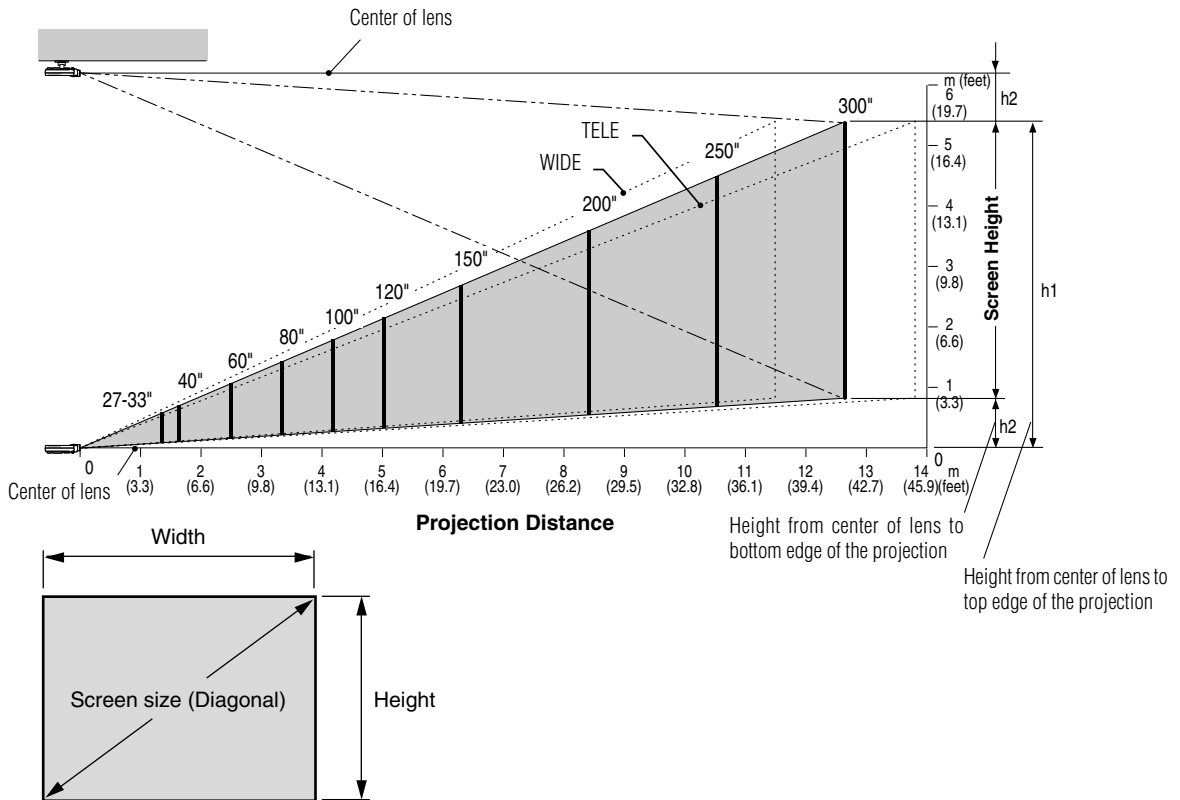 Center of lens
m (feet)
6
(19.7)
h2
300"
TELE
WIDE
250"
5
(16.4)
200"
4
(13.1)
150"
3
(9.8)
Screen Height
h1
120"
100"
2
(6.6)
80"
60"
40"
27-33"
1
(3.3)
h2
0
Center of lens
0 1 2 3 4 5 6 7 8 9 10 11 12 13 14 m
(3.3) (6.6) (9.8) (13.1) (16.4) (19.7) (23.0) (26.2) (29.5) (32.8) (36.1) (39.4) (42.7) (45.9) (feet)
Projection Distance
Height from center of lens to
bottom edge of the projection
Height from center of lens to
top edge of the projection
Width
Screen size (Diagonal)
Height